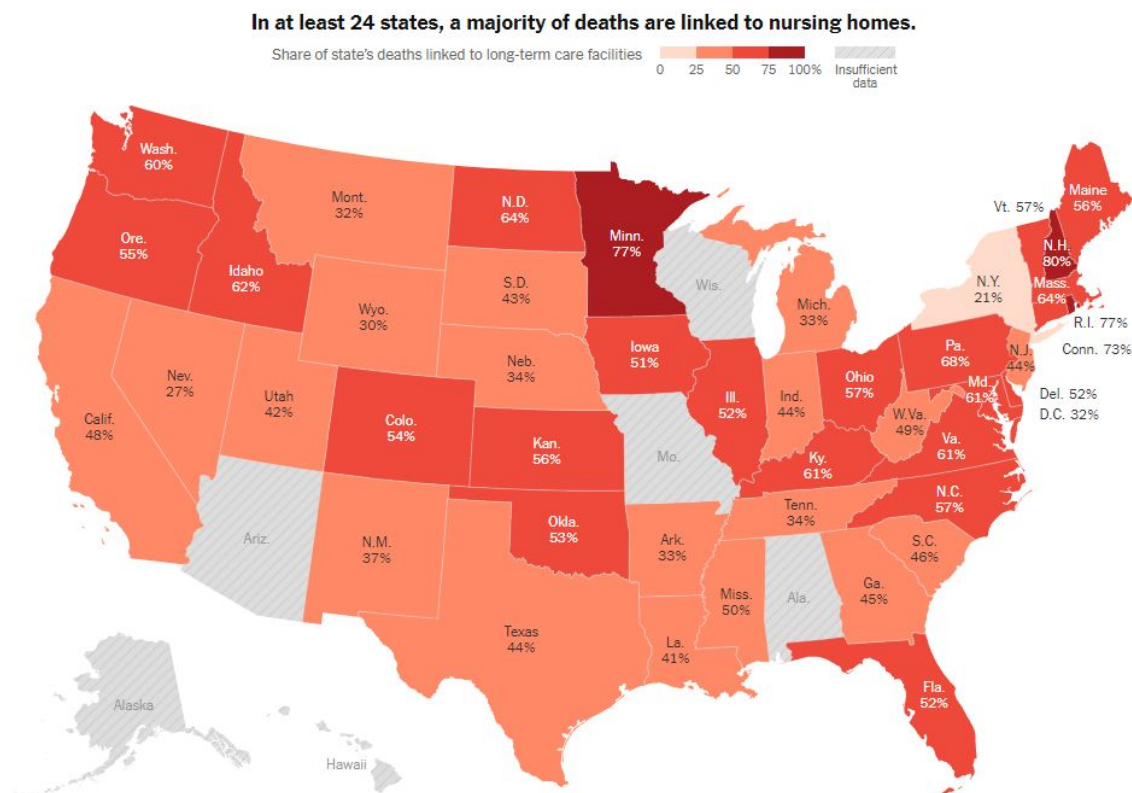 In at least 24 states, a majority of deaths are linked to nursing homes.
Share of state's deaths linked to long-term care facilities
0 25 50 75 100%
Insufficient
data
Wash.
60%
Ore.
55%
Idaho
62%
Mont.
32%
N.D.
64%
Minn.
77%
Wis.
Mich.
33%
N.Y.
21%
Vt. 57%
N.H.
80%
Maine
56%
Mass.
64%
R.I. 77%
Conn. 73%
Wyo.
30%
S.D.
43%
Iowa
51%
Neb.
34%
Calif.
48%
Nev.
27%
Utah
42%
Colo.
54%
Kan.
56%
Mo.
Ill.
52%
Ind.
44%
Ohio
57%
Pa.
68%
N.J.
44%
Md.
61%
Del. 52%
D.C. 32%
W.Va.
49%
Va.
61%
Ky.
61%
N.C.
57%
Tenn.
34%
S.C.
46%
Ariz.
N.M.
37%
Okla.
53%
Ark.
33%
Texas
44%
La.
41%
Miss.
50%
Ala.
Ga.
45%
Fla.
52%
Alaska
Hawaii